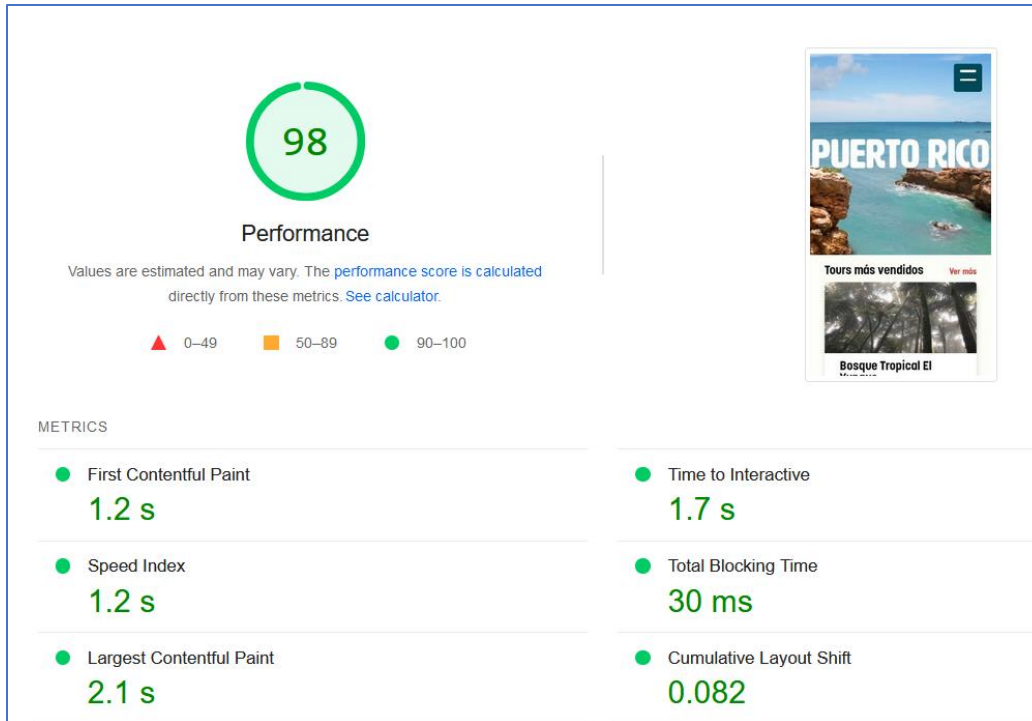 98
Performance
Values are estimated and may vary. The performance score is calculated
directly from these metrics. See calculator.
0–49
50–89
90–100
PUERTO RICO
Tours más vendidos
Ver más
Bosque Tropical El
METRICS
First Contentful Paint
1.2 s
Time to Interactive
1.7 s
Speed Index
1.2 s
Total Blocking Time
30 ms
Largest Contentful Paint
2.1 s
Cumulative Layout Shift
0.082